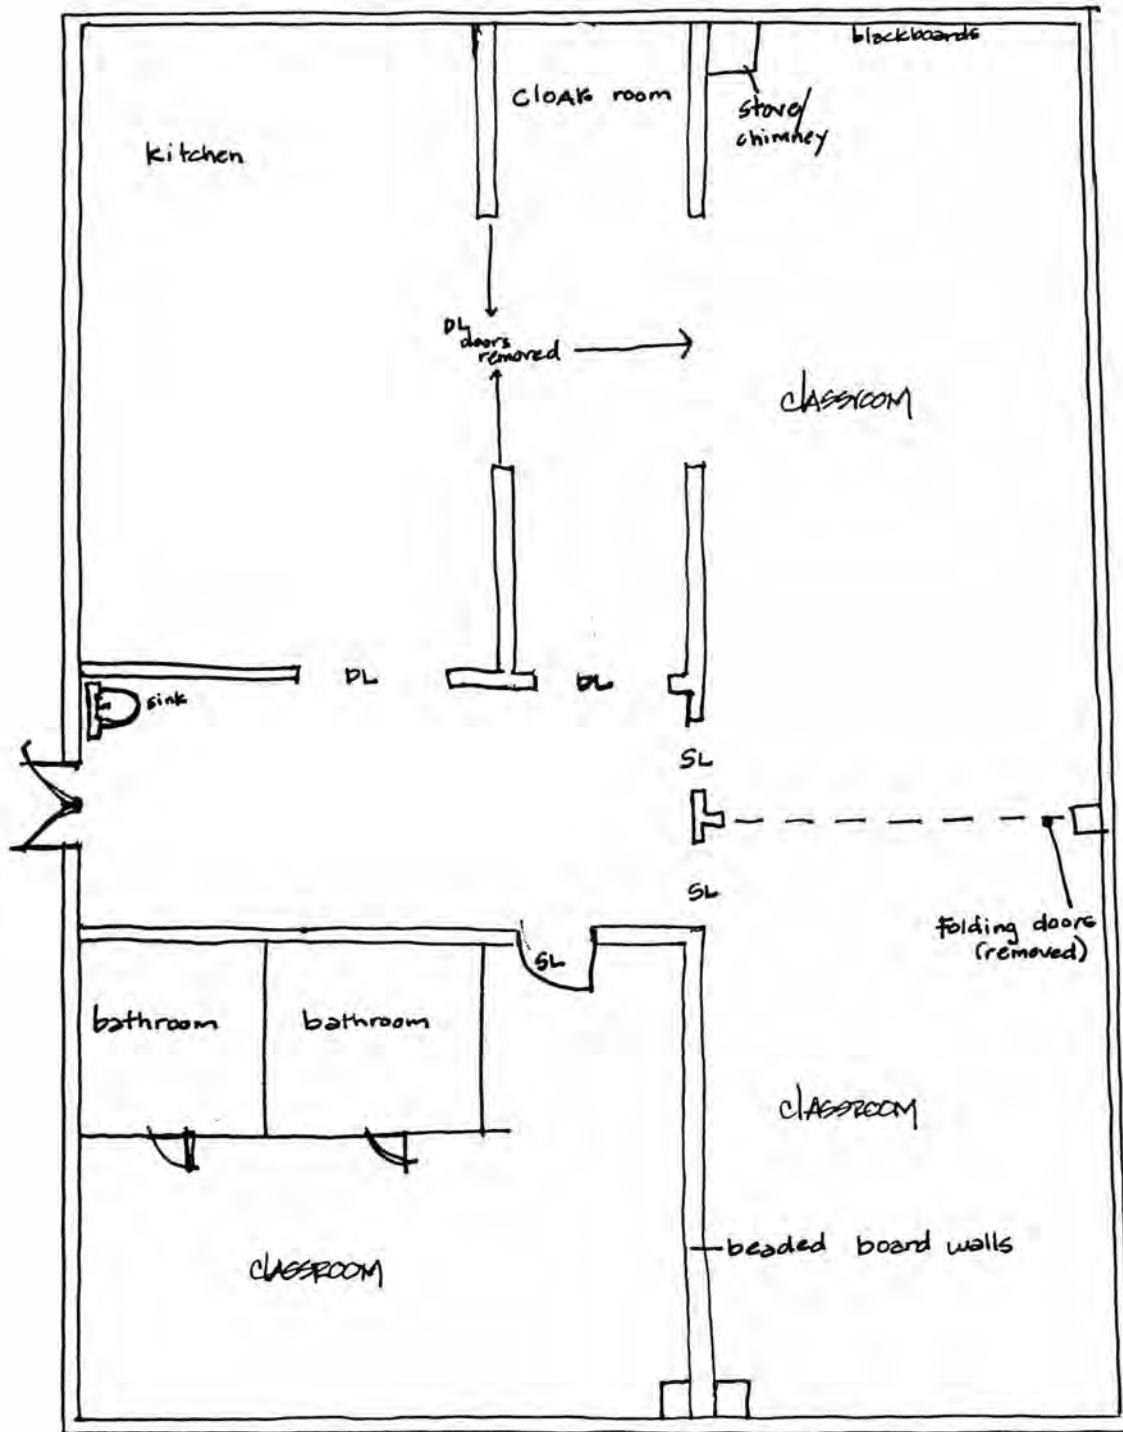 blackboards
cloak room
stove/
chimney
kitchen
DL
doors
removed
classroom
DL
DL
sink
SL
SL
Folding doors
(removed)
SL
bathroom
bathroom
classroom
beaded board walls
classroom